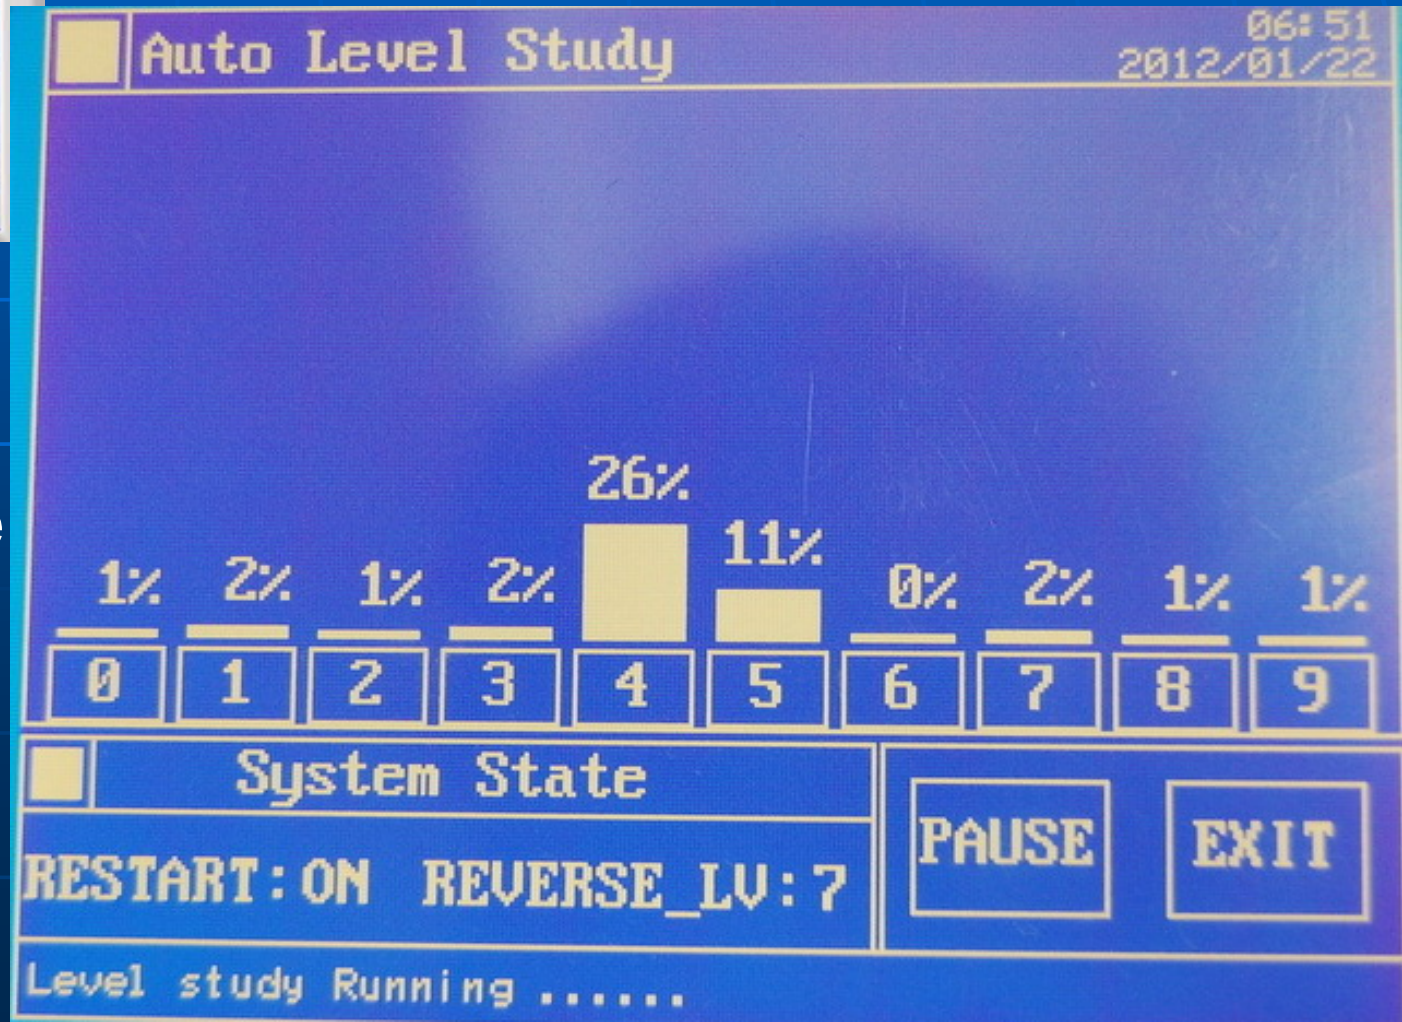 Auto Level Study
06:51
2012/01/22
26%
11%
1% 2% 1% 2% 0% 2% 1% 1%
0 1 2 3 4 5 6 7 8 9
System State
RESTART:ON REVERSE_LV:7
PAUSE EXIT
Level study Running ......